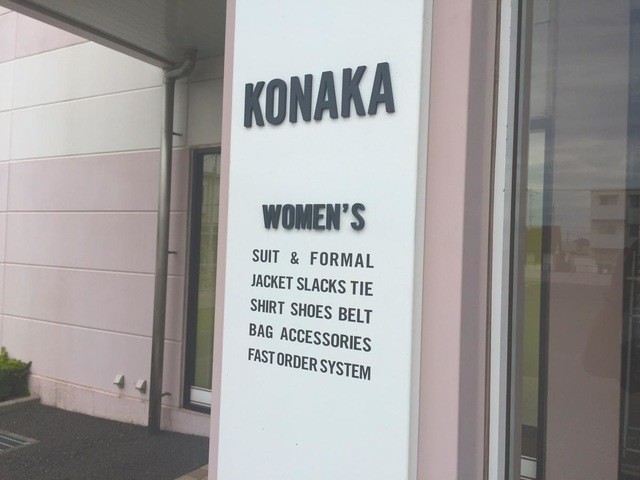 KONAKA
WOMEN'S
SUIT & FORMAL
JACKET SLACKS TIE
SHIRT SHOES BELT
BAG ACCESSORIES
FAST ORDER SYSTEM